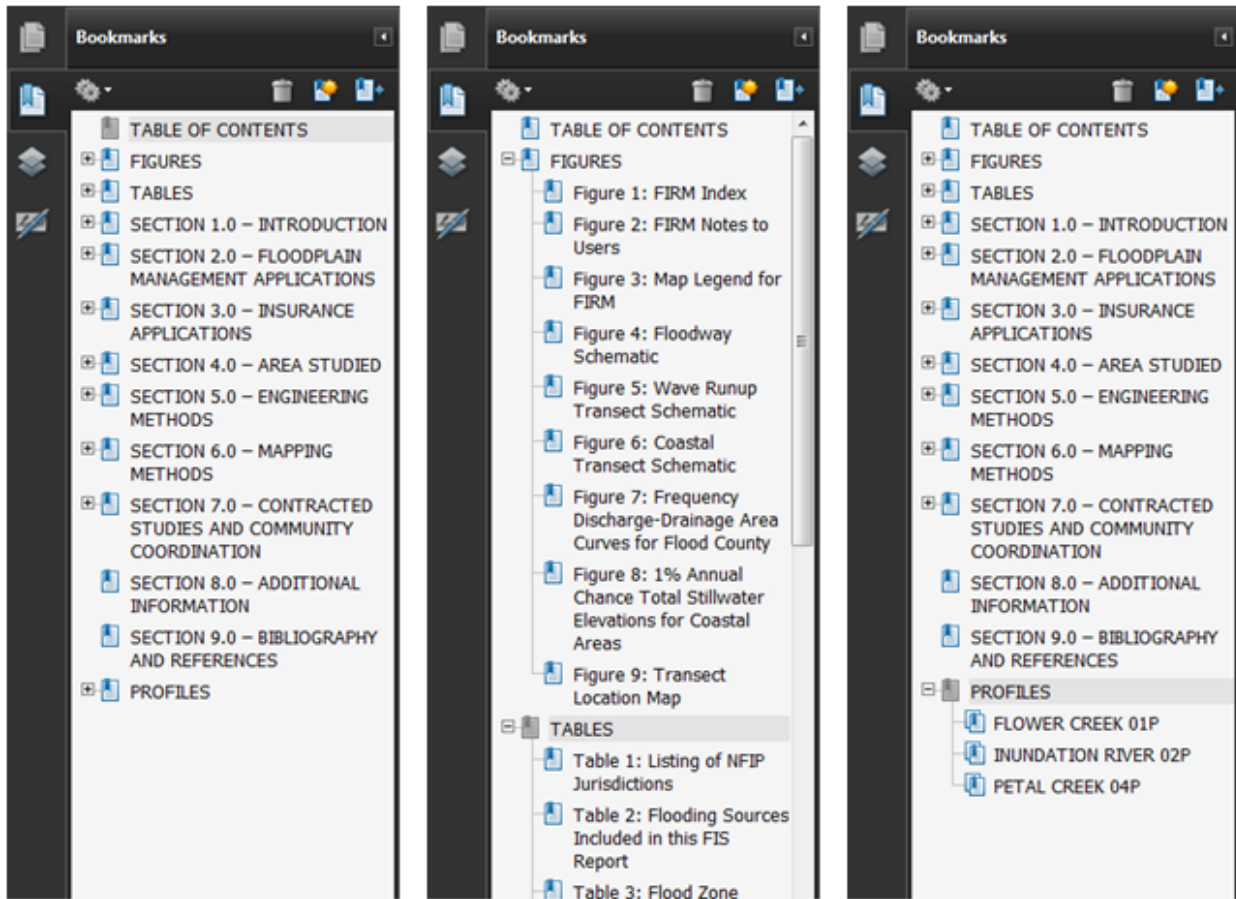 Bookmarks
TABLE OF CONTENTS
FIGURES
TABLES
SECTION 1.0 – INTRODUCTION
SECTION 2.0 – FLOODPLAIN
MANAGEMENT APPLICATIONS
SECTION 3.0 – INSURANCE
APPLICATIONS
SECTION 4.0 – AREA STUDIED
SECTION 5.0 – ENGINEERING
METHODS
SECTION 6.0 – MAPPING
METHODS
SECTION 7.0 – CONTRACTED
STUDIES AND COMMUNITY
COORDINATION
SECTION 8.0 – ADDITIONAL
INFORMATION
SECTION 9.0 – BIBLIOGRAPHY
AND REFERENCES
PROFILES
Bookmarks
TABLE OF CONTENTS
FIGURES
Figure 1: FIRM Index
Figure 2: FIRM Notes to
Users
Figure 3: Map Legend for
FIRM
Figure 4: Floodway
Schematic
Figure 5: Wave Runup
Transect Schematic
Figure 6: Coastal
Transect Schematic
Figure 7: Frequency
Discharge-Drainage Area
Curves for Flood County
Figure 8: 1% Annual
Chance Total Stillwater
Elevations for Coastal
Areas
Figure 9: Transect
Location Map
TABLES
Table 1: Listing of NFIP
Jurisdictions
Table 2: Flooding Sources
Included in this FIS
Report
Table 3: Flood Zone
Bookmarks
TABLE OF CONTENTS
FIGURES
TABLES
SECTION 1.0 – INTRODUCTION
SECTION 2.0 – FLOODPLAIN
MANAGEMENT APPLICATIONS
SECTION 3.0 – INSURANCE
APPLICATIONS
SECTION 4.0 – AREA STUDIED
SECTION 5.0 – ENGINEERING
METHODS
SECTION 6.0 – MAPPING
METHODS
SECTION 7.0 – CONTRACTED
STUDIES AND COMMUNITY
COORDINATION
SECTION 8.0 – ADDITIONAL
INFORMATION
SECTION 9.0 – BIBLIOGRAPHY
AND REFERENCES
PROFILES
FLOWER CREEK 01P
INUNDATION RIVER 02P
PETAL CREEK 04P